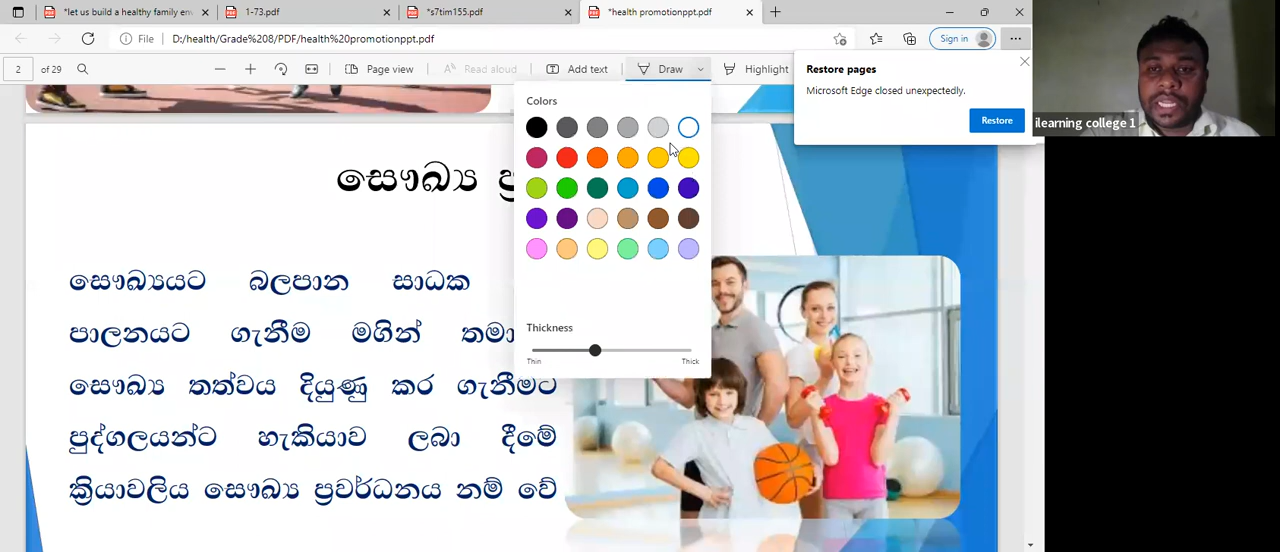 *let us build a healthy family en
1-73.pdf
*s7tim155.pdf
*health promotionppt.pdf
File
D:/health/Grade%208/PDF/health%20promotionppt.pdf
Sign in
2 of 29
Page view
Read aloud
Add text
Draw
Highlight
Restore pages
Microsoft Edge closed unexpectedly.
Restore
ilearning college 1
Colors
Thickness
Thin
Thick
සෞඛ්‍ය
සෞඛ්‍යයට බලපාන සාධක
පාලනයට ගැනීම මගින්
සෞඛ්‍ය තත්වය දියුණු කර ගැනීමට
පුද්ගලයන්ට හැකියාව ලබා දීමේ
ක්‍රියාවලිය සෞඛ්‍ය ප්‍රවර්ධනය නම් වේ